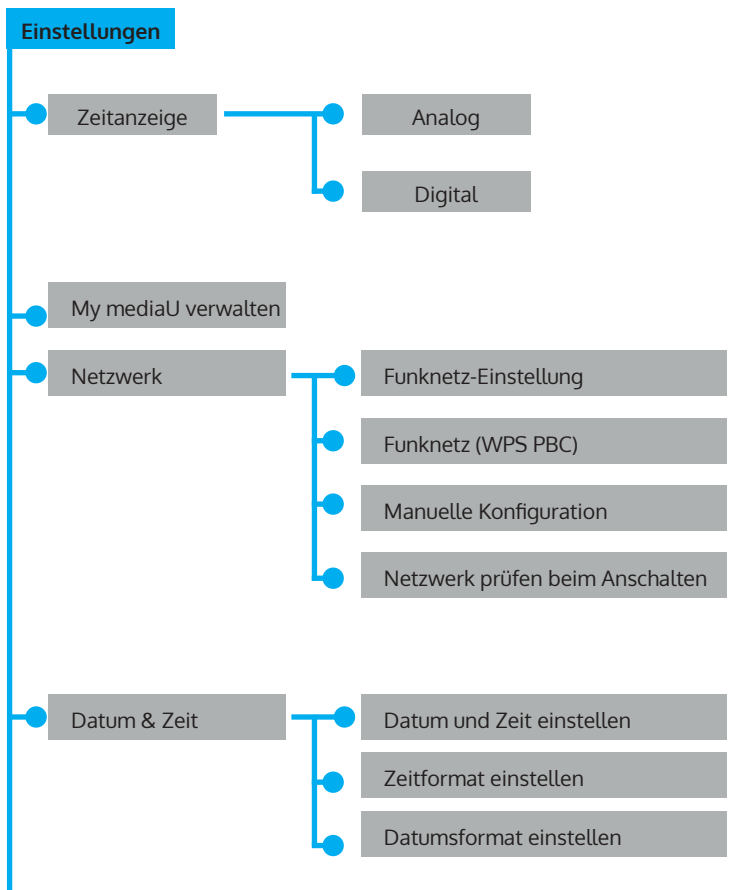 Einstellungen
Zeitanzeige
Analog
Digital
My mediaU verwalten
Netzwerk
Funknetz-Einstellung
Funknetz (WPS PBC)
Manuelle Konfiguration
Netzwerk prüfen beim Anschalten
Datum & Zeit
Datum und Zeit einstellen
Zeitformat einstellen
Datumsformat einstellen